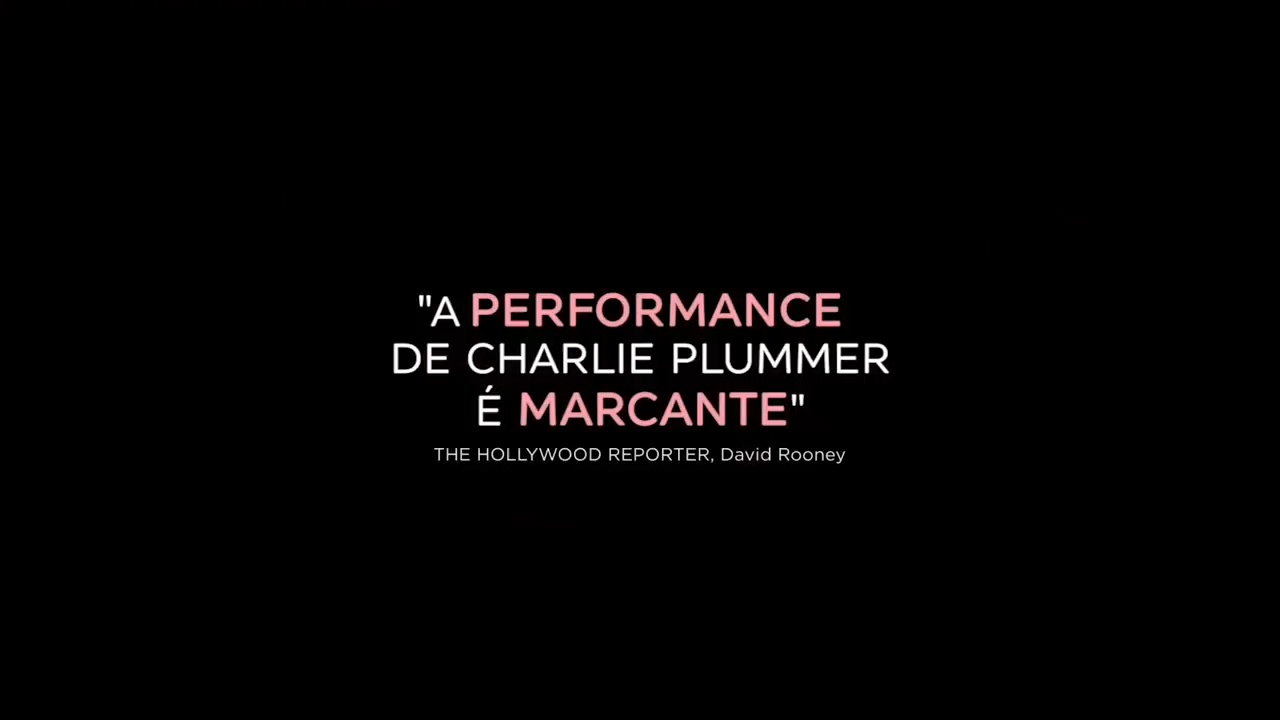 "A PERFORMANCE
DE CHARLIE PLUMMER
É MARCANTE"
THE HOLLYWOOD REPORTER, David Rooney